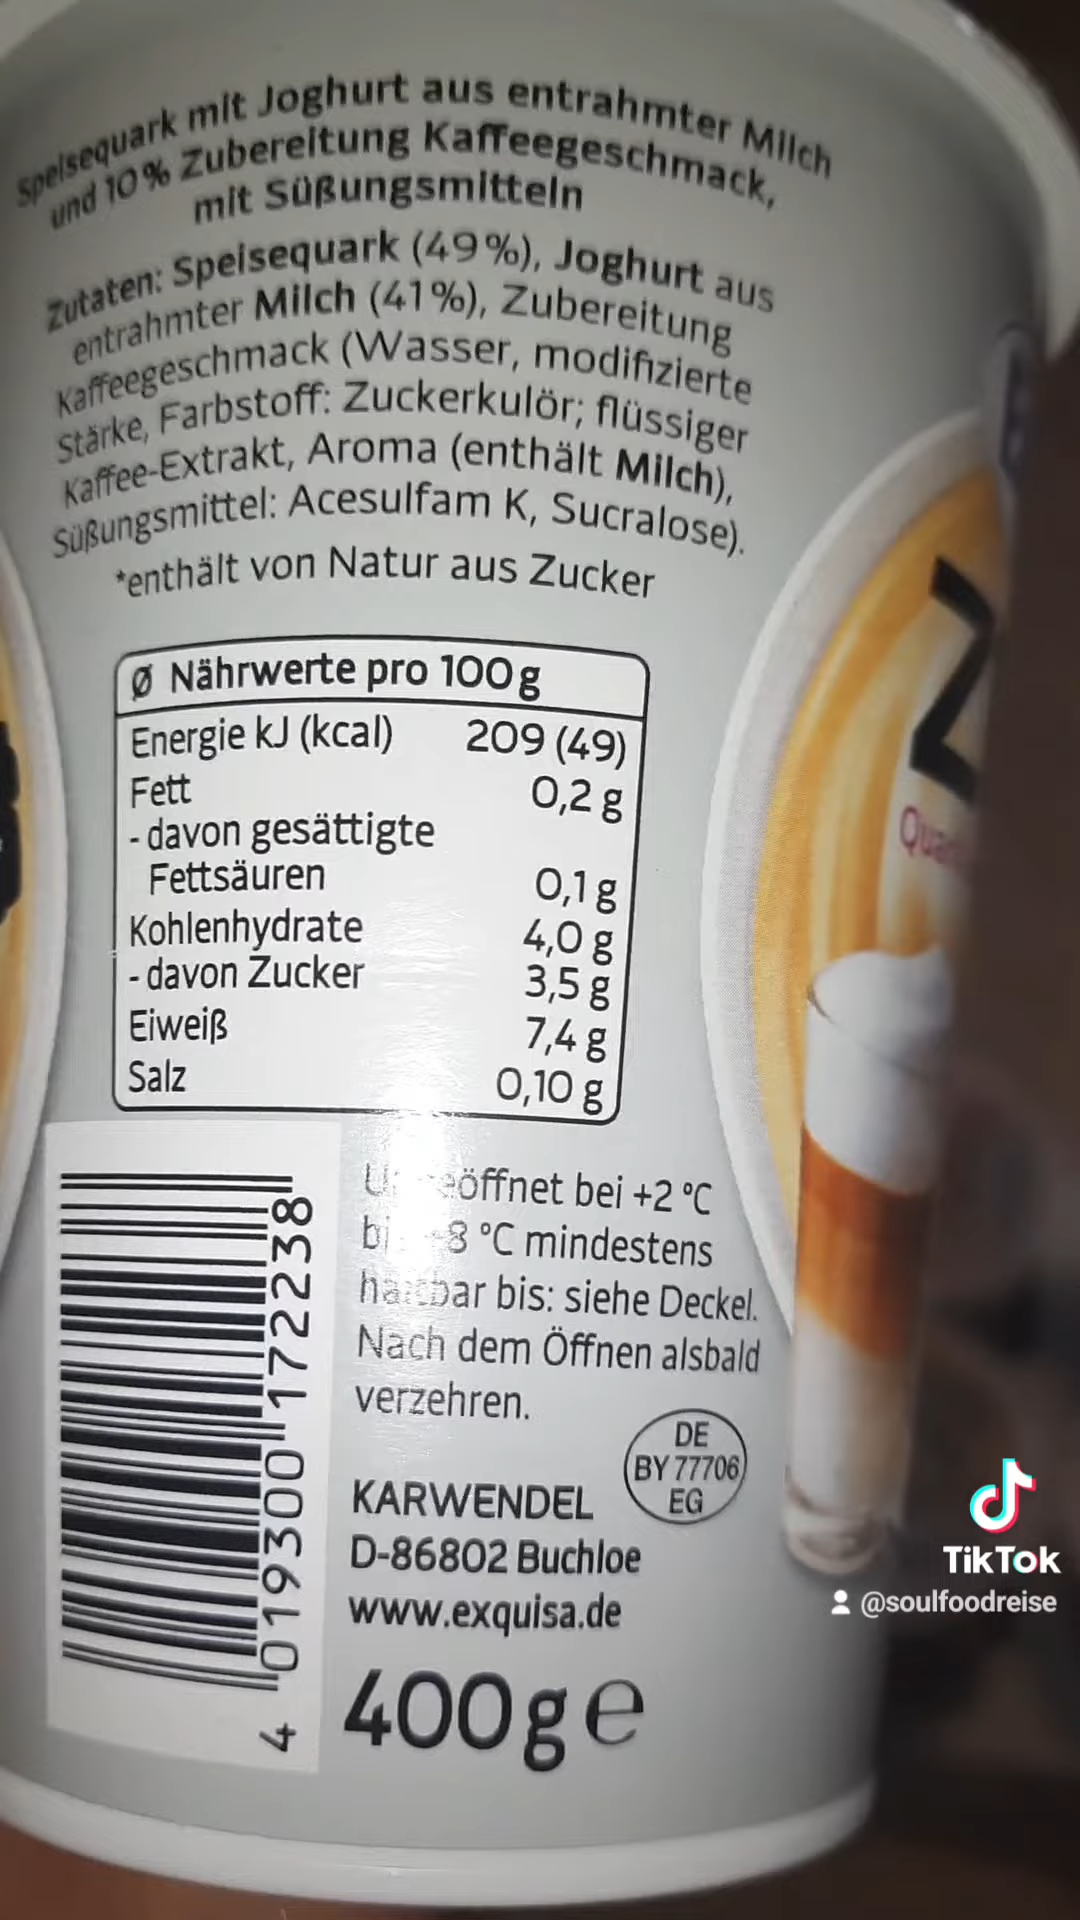 Speisequark mit Joghurt aus entrahmter Milch
und 10% Zubereitung Kaffeegeschmack,
mit Süßungsmitteln
Zutaten: Speisequark (49%), Joghurt aus
entrahmter Milch (41%), Zubereitung
Kaffeegeschmack (Wasser, modifizierte
Stärke, Farbstoff: Zuckerkulör; flüssiger
Kaffee-Extrakt, Aroma (enthält Milch),
Süßungsmittel: Acesulfam K, Sucralose).
*enthält von Natur aus Zucker
Ø Nährwerte pro 100g
Energie kJ (kcal) 209 (49)
Fett 0,2 g
- davon gesättigte
Fettsäuren 0,1 g
Kohlenhydrate 4,0 g
- davon Zucker 3,5 g
Eiweiß 7,4 g
Salz 0,10 g
4 019300 172238
Ungeöffnet bei +2 °C
bis +8 °C mindestens
haltbar bis: siehe Deckel.
Nach dem Öffnen alsbald
verzehren.
DE
BY 77706
EG
KARWENDEL
D-86802 Buchloe
www.exquisa.de
400g e
TikTok
@soulfoodreise